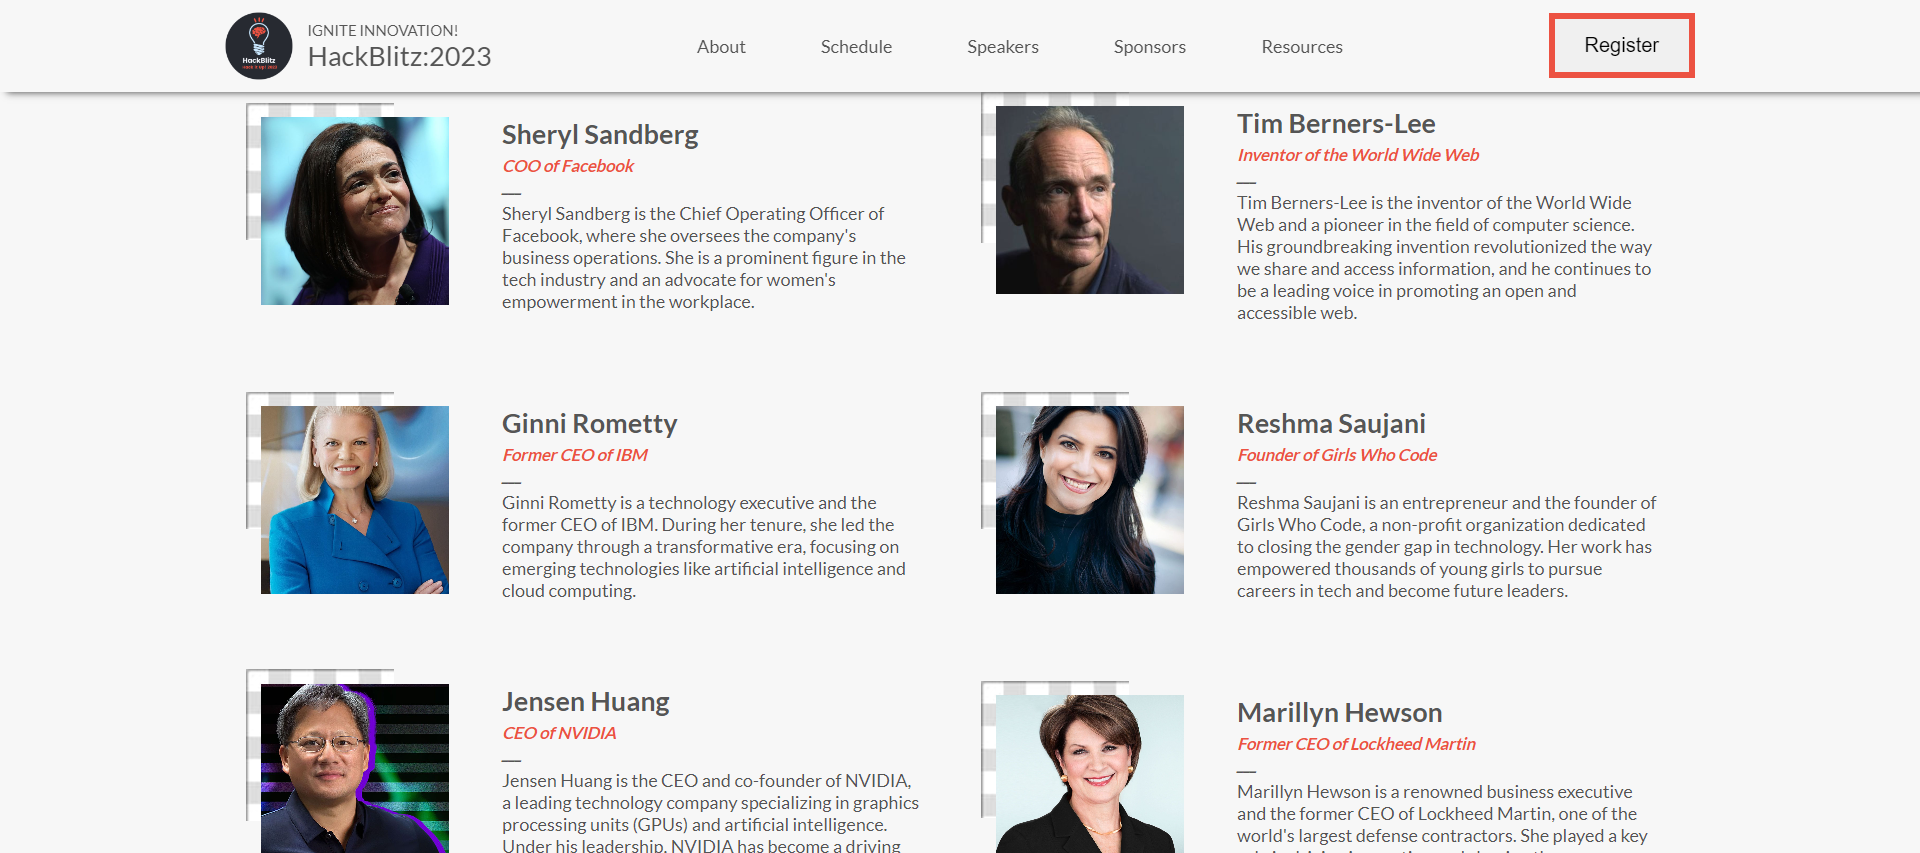 IGNITE INNOVATION!
HackBlitz:2023
HackBlitz
About
Schedule
Speakers
Sponsors
Resources
Register
Sheryl Sandberg
COO of Facebook
Sheryl Sandberg is the Chief Operating Officer of
Facebook, where she oversees the company's
business operations. She is a prominent figure in the
tech industry and an advocate for women's
empowerment in the workplace.
Tim Berners-Lee
Inventor of the World Wide Web
Tim Berners-Lee is the inventor of the World Wide
Web and a pioneer in the field of computer science.
His groundbreaking invention revolutionized the way
we share and access information, and he continues to
be a leading voice in promoting an open and
accessible web.
Ginni Rometty
Former CEO of IBM
Ginni Rometty is a technology executive and the
former CEO of IBM. During her tenure, she led the
company through a transformative era, focusing on
emerging technologies like artificial intelligence and
cloud computing.
Reshma Saujani
Founder of Girls Who Code
Reshma Saujani is an entrepreneur and the founder of
Girls Who Code, a non-profit organization dedicated
to closing the gender gap in technology. Her work has
empowered thousands of young girls to pursue
careers in tech and become future leaders.
Jensen Huang
CEO of NVIDIA
Jensen Huang is the CEO and co-founder of NVIDIA,
a leading technology company specializing in graphics
processing units (GPUs) and artificial intelligence.
Under his leadership, NVIDIA has become a driving
Marillyn Hewson
Former CEO of Lockheed Martin
Marillyn Hewson is a renowned business executive
and the former CEO of Lockheed Martin, one of the
world's largest defense contractors. She played a key